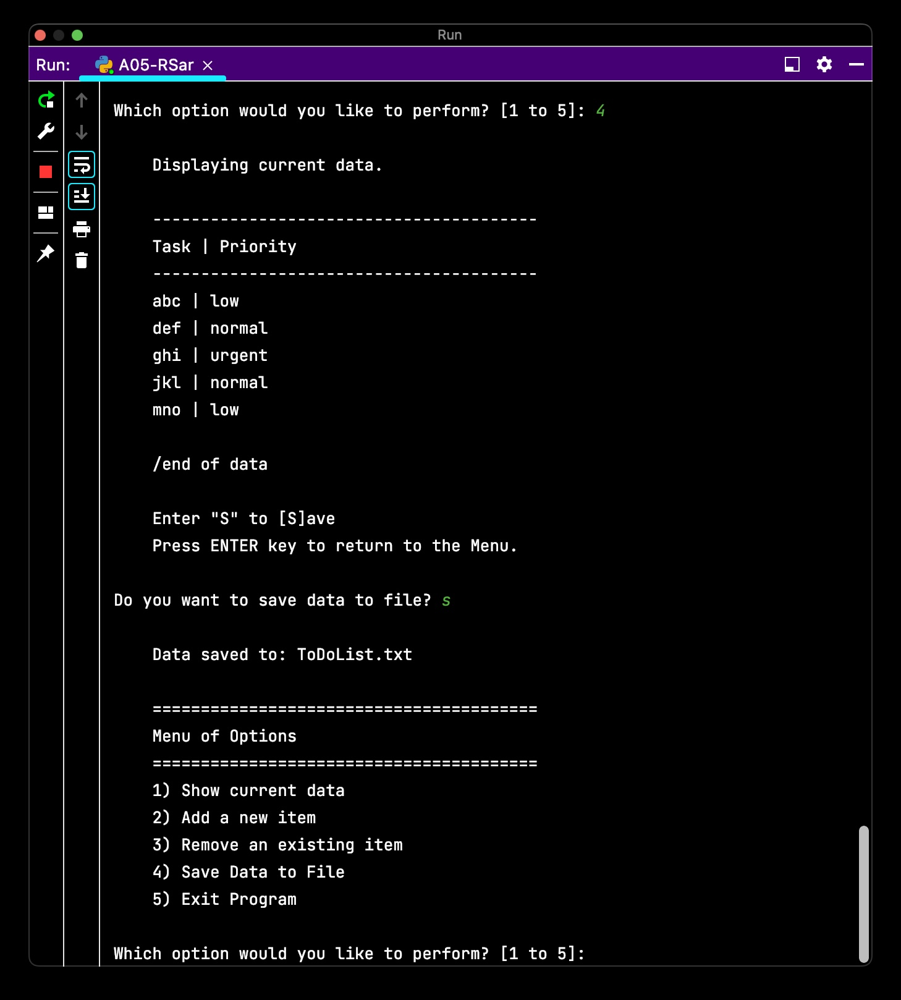 Run
Run: A05-RSar ×
Which option would you like to perform? [1 to 5]: 4
Displaying current data.
----------------------------------------
Task | Priority
----------------------------------------
abc | low
def | normal
ghi | urgent
jkl | normal
mno | low
/end of data
Enter "S" to [S]ave
Press ENTER key to return to the Menu.
Do you want to save data to file? s
Data saved to: ToDoList.txt
========================================
Menu of Options
========================================
1) Show current data
2) Add a new item
3) Remove an existing item
4) Save Data to File
5) Exit Program
Which option would you like to perform? [1 to 5]: